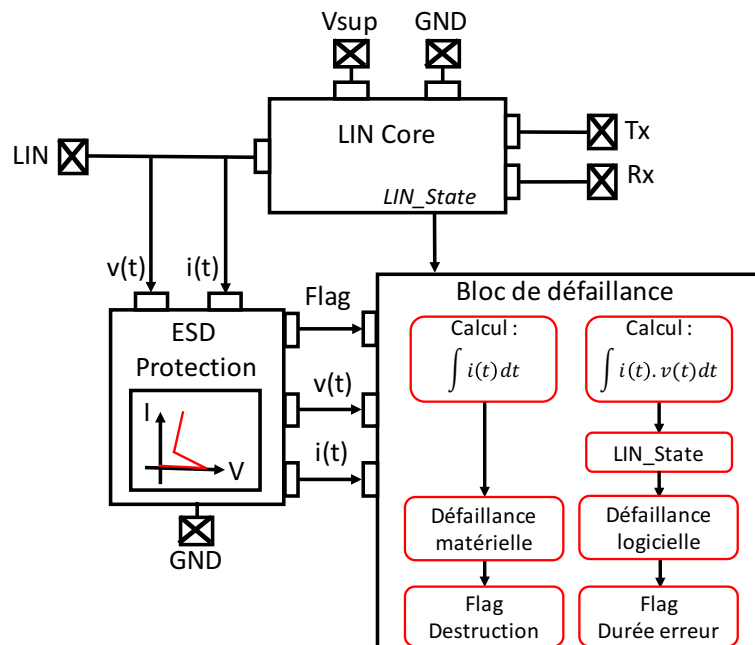 Vsup
GND
LIN
LIN Core
Tx
Rx
LIN_State
v(t)
i(t)
Flag
ESD
Protection
I
V
v(t)
i(t)
GND
Bloc de défaillance
Calcul :
∫ i(t) dt
Calcul :
∫ i(t). v(t)dt
LIN_State
Défaillance
matérielle
Défaillance
logicielle
Flag
Destruction
Flag
Durée erreur